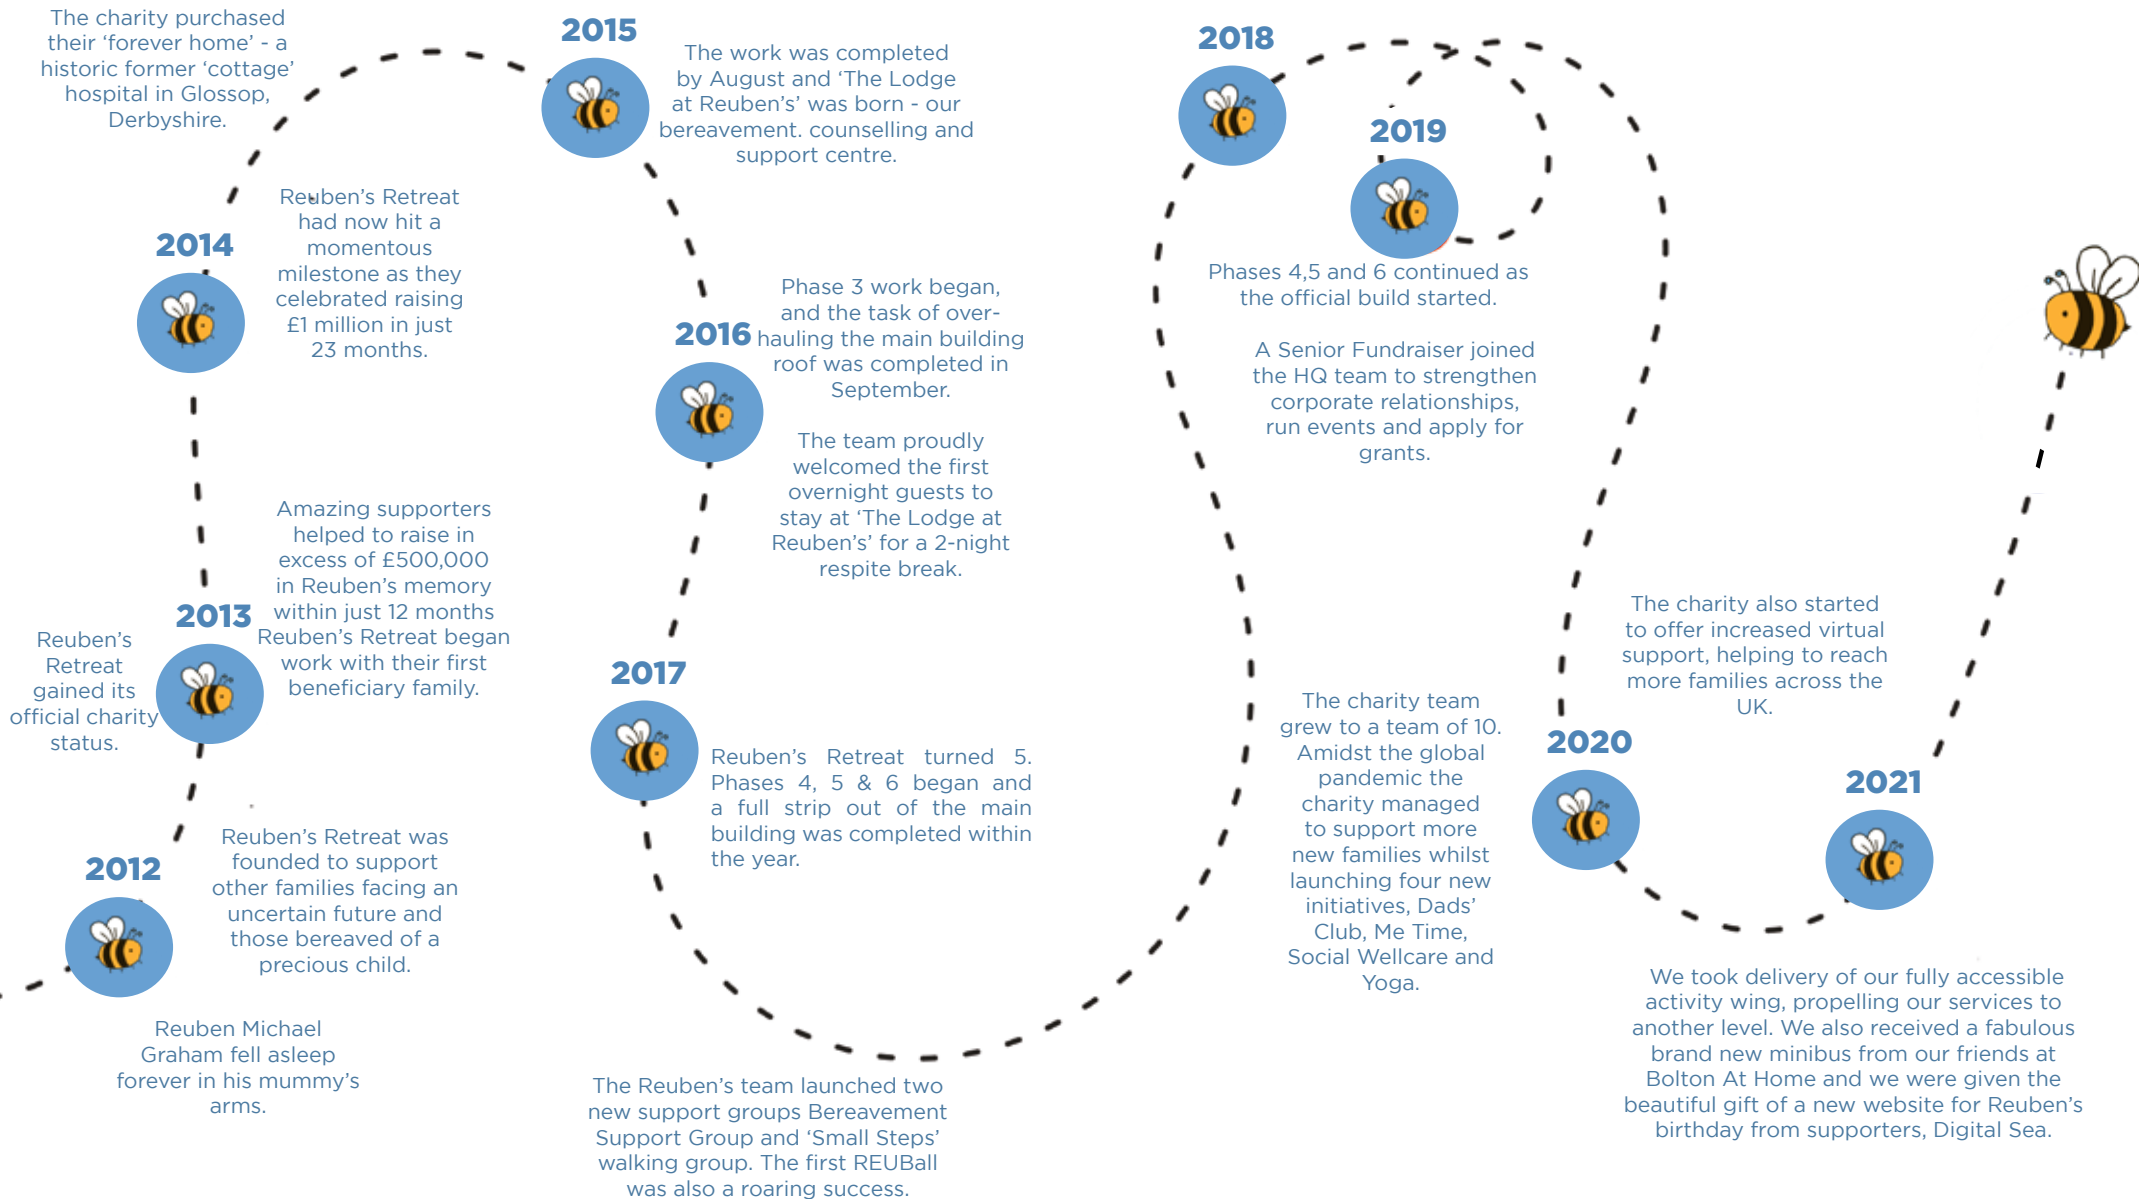 2012
Reuben Michael
Graham fell asleep
forever in his mummy’s
arms.
Reuben’s Retreat was
founded to support
other families facing an
uncertain future and
those bereaved of a
precious child.
2013
Reuben’s
Retreat
gained its
official charity
status.
Amazing supporters
helped to raise in
excess of £500,000
in Reuben’s memory
within just 12 months
Reuben’s Retreat began
work with their first
beneficiary family.
2014
The charity purchased
their ‘forever home’ - a
historic former ‘cottage’
hospital in Glossop,
Derbyshire.
Reuben’s Retreat
had now hit a
momentous
milestone as they
celebrated raising
£1 million in just
23 months.
2015
The work was completed
by August and ‘The Lodge
at Reuben’s’ was born - our
bereavement. counselling and
support centre.
2016
Phase 3 work began,
and the task of over-
hauling the main building
roof was completed in
September.
The team proudly
welcomed the first
overnight guests to
stay at ‘The Lodge at
Reuben’s’ for a 2-night
respite break.
2017
Reuben’s Retreat turned 5.
Phases 4, 5 & 6 began and
a full strip out of the main
building was completed within
the year.
The Reuben’s team launched two
new support groups Bereavement
Support Group and ‘Small Steps’
walking group. The first REUBall
was also a roaring success.
2018
2019
Phases 4,5 and 6 continued as
the official build started.
A Senior Fundraiser joined
the HQ team to strengthen
corporate relationships,
run events and apply for
grants.
2020
The charity team
grew to a team of 10.
Amidst the global
pandemic the
charity managed
to support more
new families whilst
launching four new
initiatives, Dads’
Club, Me Time,
Social Wellcare and
Yoga.
The charity also started
to offer increased virtual
support, helping to reach
more families across the
UK.
2021
We took delivery of our fully accessible
activity wing, propelling our services to
another level. We also received a fabulous
brand new minibus from our friends at
Bolton At Home and we were given the
beautiful gift of a new website for Reuben’s
birthday from supporters, Digital Sea.